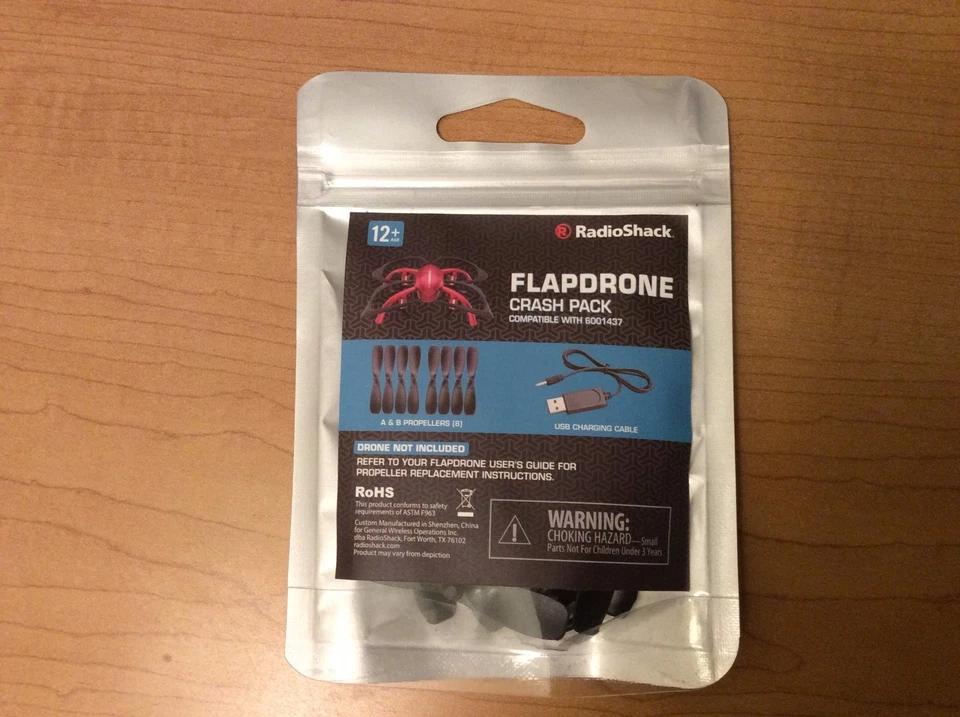 12+
AGE
RadioShack.
FLAPDRONE
CRASH PACK
COMPATIBLE WITH 6001437
A & B PROPELLERS (8)
USB CHARGING CABLE
DRONE NOT INCLUDED
REFER TO YOUR FLAPDRONE USER'S GUIDE FOR
PROPELLER REPLACEMENT INSTRUCTIONS.
RoHS
This product conforms to safety
requirements of ASTM F963
Custom Manufactured in Shenzhen, China
for General Wireless Operations Inc.
dba RadioShack, Fort Worth, TX 76102
radioshack.com
Product may vary from depiction
WARNING:
CHOKING HAZARD—Small
Parts Not For Children Under 3 Years